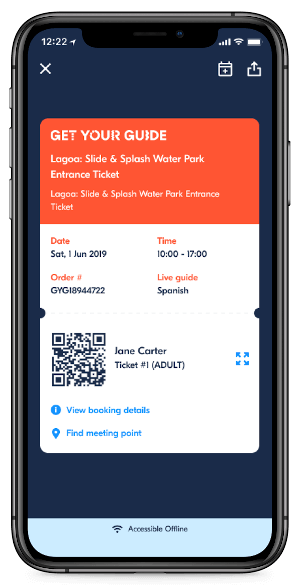 12:22
GET YOUR GUIDE
Lagoa: Slide & Splash Water Park
Entrance Ticket
Lagoa: Slide & Splash Water Park Entrance
Ticket
Date
Time
Sat, 1 Jun 2019
10:00 - 17:00
Order #
Live guide
GYG18944722
Spanish
Jane Carter
Ticket #1 (ADULT)
View booking details
Find meeting point
Accessible Offline